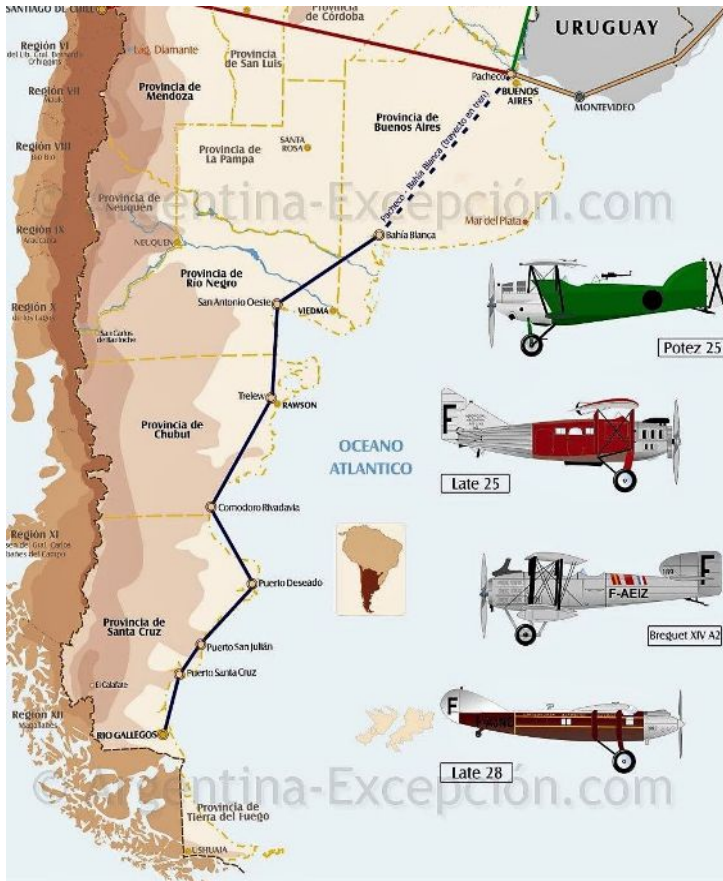 SANTIAGO DE CHILE
Provincia
de Córdoba
URUGUAY
Región VI
Lag. Diamante
Provincia
de San Luis
Provincia de
Mendoza
Pacheco
BUENOS
AIRES
MONTEVIDEO
Región VII
Provincia de
Buenos Aires
SANTA
ROSA
Región VIII
Provincia de
La Pampa
Pacheco - Bahía Blanca (trayecto en tren)
Provincia de
Neuquén
© Argentina-Excepción.com
Mar del Plata
Región IX
Araucanía
NEUQUEN
Bahía Blanca
Provincia de
Río Negro
San Antonio Oeste
VIEDMA
Región X
de los Lagos
San Carlos
de Bariloche
Potez 25
Trelew
RAWSON
F
Provincia de
Chubut
OCEANO
ATLANTICO
Late 25
Comodoro Rivadavia
Región XI
Puerto Deseado
F
F-AEIZ
Provincia de
Santa Cruz
Breguet XIV A2
Puerto San Julián
Puerto Santa Cruz
El Calafate
Región XII
Magallanes
F
RIO GALLEGOS
Late 28
© Argentina-Excepción.com
Provincia de
Tierra del Fuego
USHUAIA